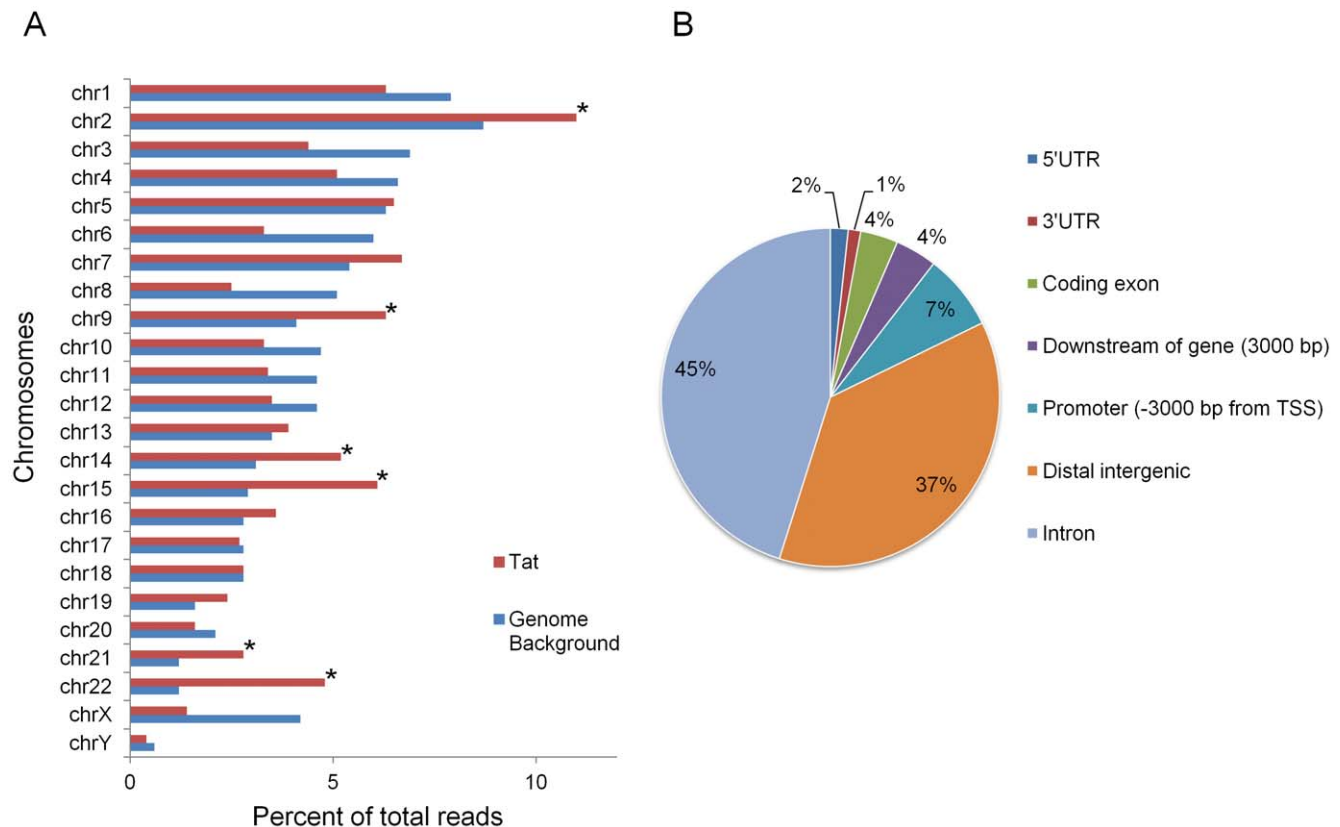 A
chr1
chr2
*
chr3
chr4
chr5
chr6
chr7
chr8
chr9
*
chr10
chr11
chr12
chr13
chr14
*
chr15
*
chr16
chr17
chr18
chr19
chr20
chr21
*
chr22
*
chrX
chrY
Chromosomes
0
5
10
Percent of total reads
Tat
Genome
Background
B
2%
1%
4%
4%
7%
37%
45%
5'UTR
3'UTR
Coding exon
Downstream of gene (3000 bp)
Promoter (-3000 bp from TSS)
Distal intergenic
Intron